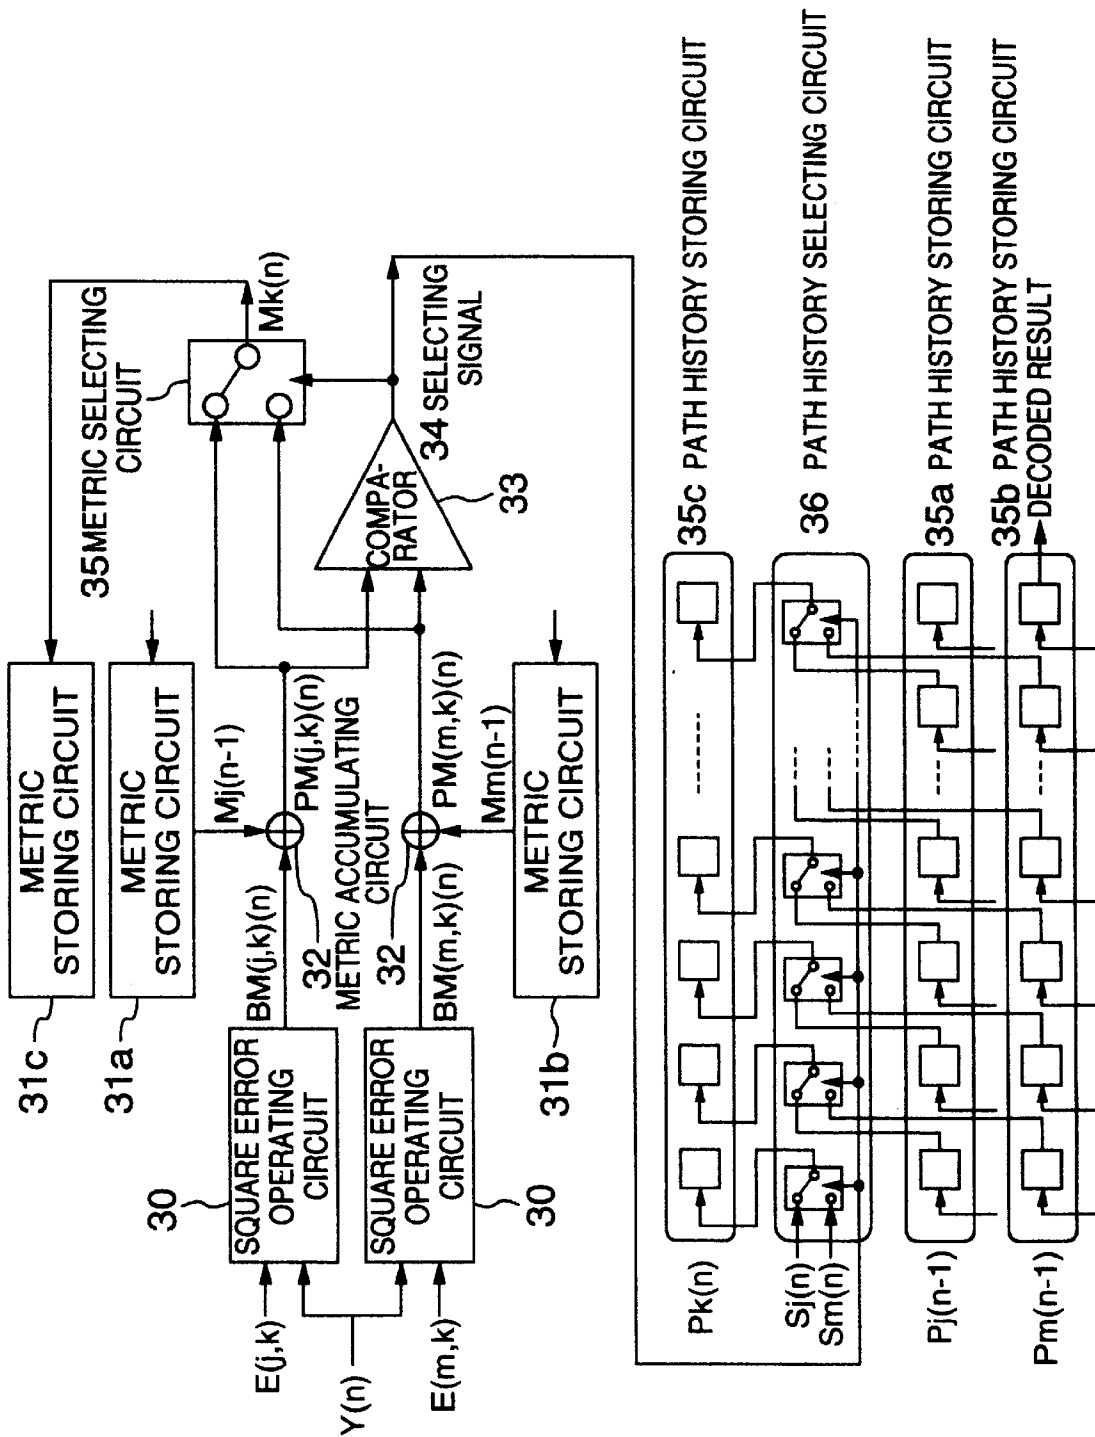 31c
METRIC
STORING CIRCUIT
31a
METRIC
STORING CIRCUIT
35 METRIC SELECTING
CIRCUIT
Mk(n)
Mj(n-1)
30
SQUARE ERROR
OPERATING
CIRCUIT
E(j,k)
BM(j,k)(n)
PM(j,k)(n)
32
METRIC ACCUMULATING
CIRCUIT
32
Y(n)
COMPA-
RATOR
33
34 SELECTING
SIGNAL
SQUARE ERROR
OPERATING
CIRCUIT
30
E(m,k)
BM(m,k)(n)
PM(m,k)(n)
Mm(n-1)
31b
METRIC
STORING CIRCUIT
Pk(n)
35c PATH HISTORY STORING CIRCUIT
Sj(n)
Sm(n)
36 PATH HISTORY SELECTING CIRCUIT
Pj(n-1)
35a PATH HISTORY STORING CIRCUIT
Pm(n-1)
35b PATH HISTORY STORING CIRCUIT
DECODED RESULT